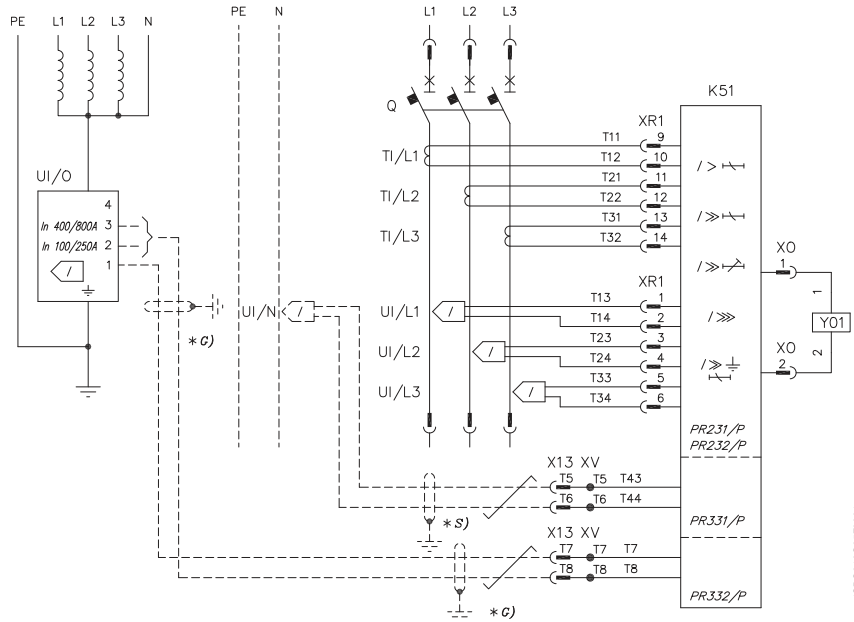 PE L1 L2 L3 N
PE N
L1 L2 L3
K51
Q
XR1
T11 9
TI/L1
T12 10
T21 11
TI/L2
T22 12
T31 13
TI/L3
T32 14
UI/O
4
In 400/800A 3
In 100/250A 2
1
/
/ >
/ ≫
/ ≫
/ ⋙
/ ≫
XR1
T13 1
UI/L1 /
T14 2
T23 3
UI/L2 /
T24 4
T33 5
UI/L3 /
T34 6
UI/N /
* G)
XO
1
1
Y01
2
XO
2
PR231/P
PR232/P
X13 XV
T5 T5 T43
T6 T6 T44
* S)
PR331/P
X13 XV
T7 T7 T7
T8 T8 T8
* G)
PR332/P